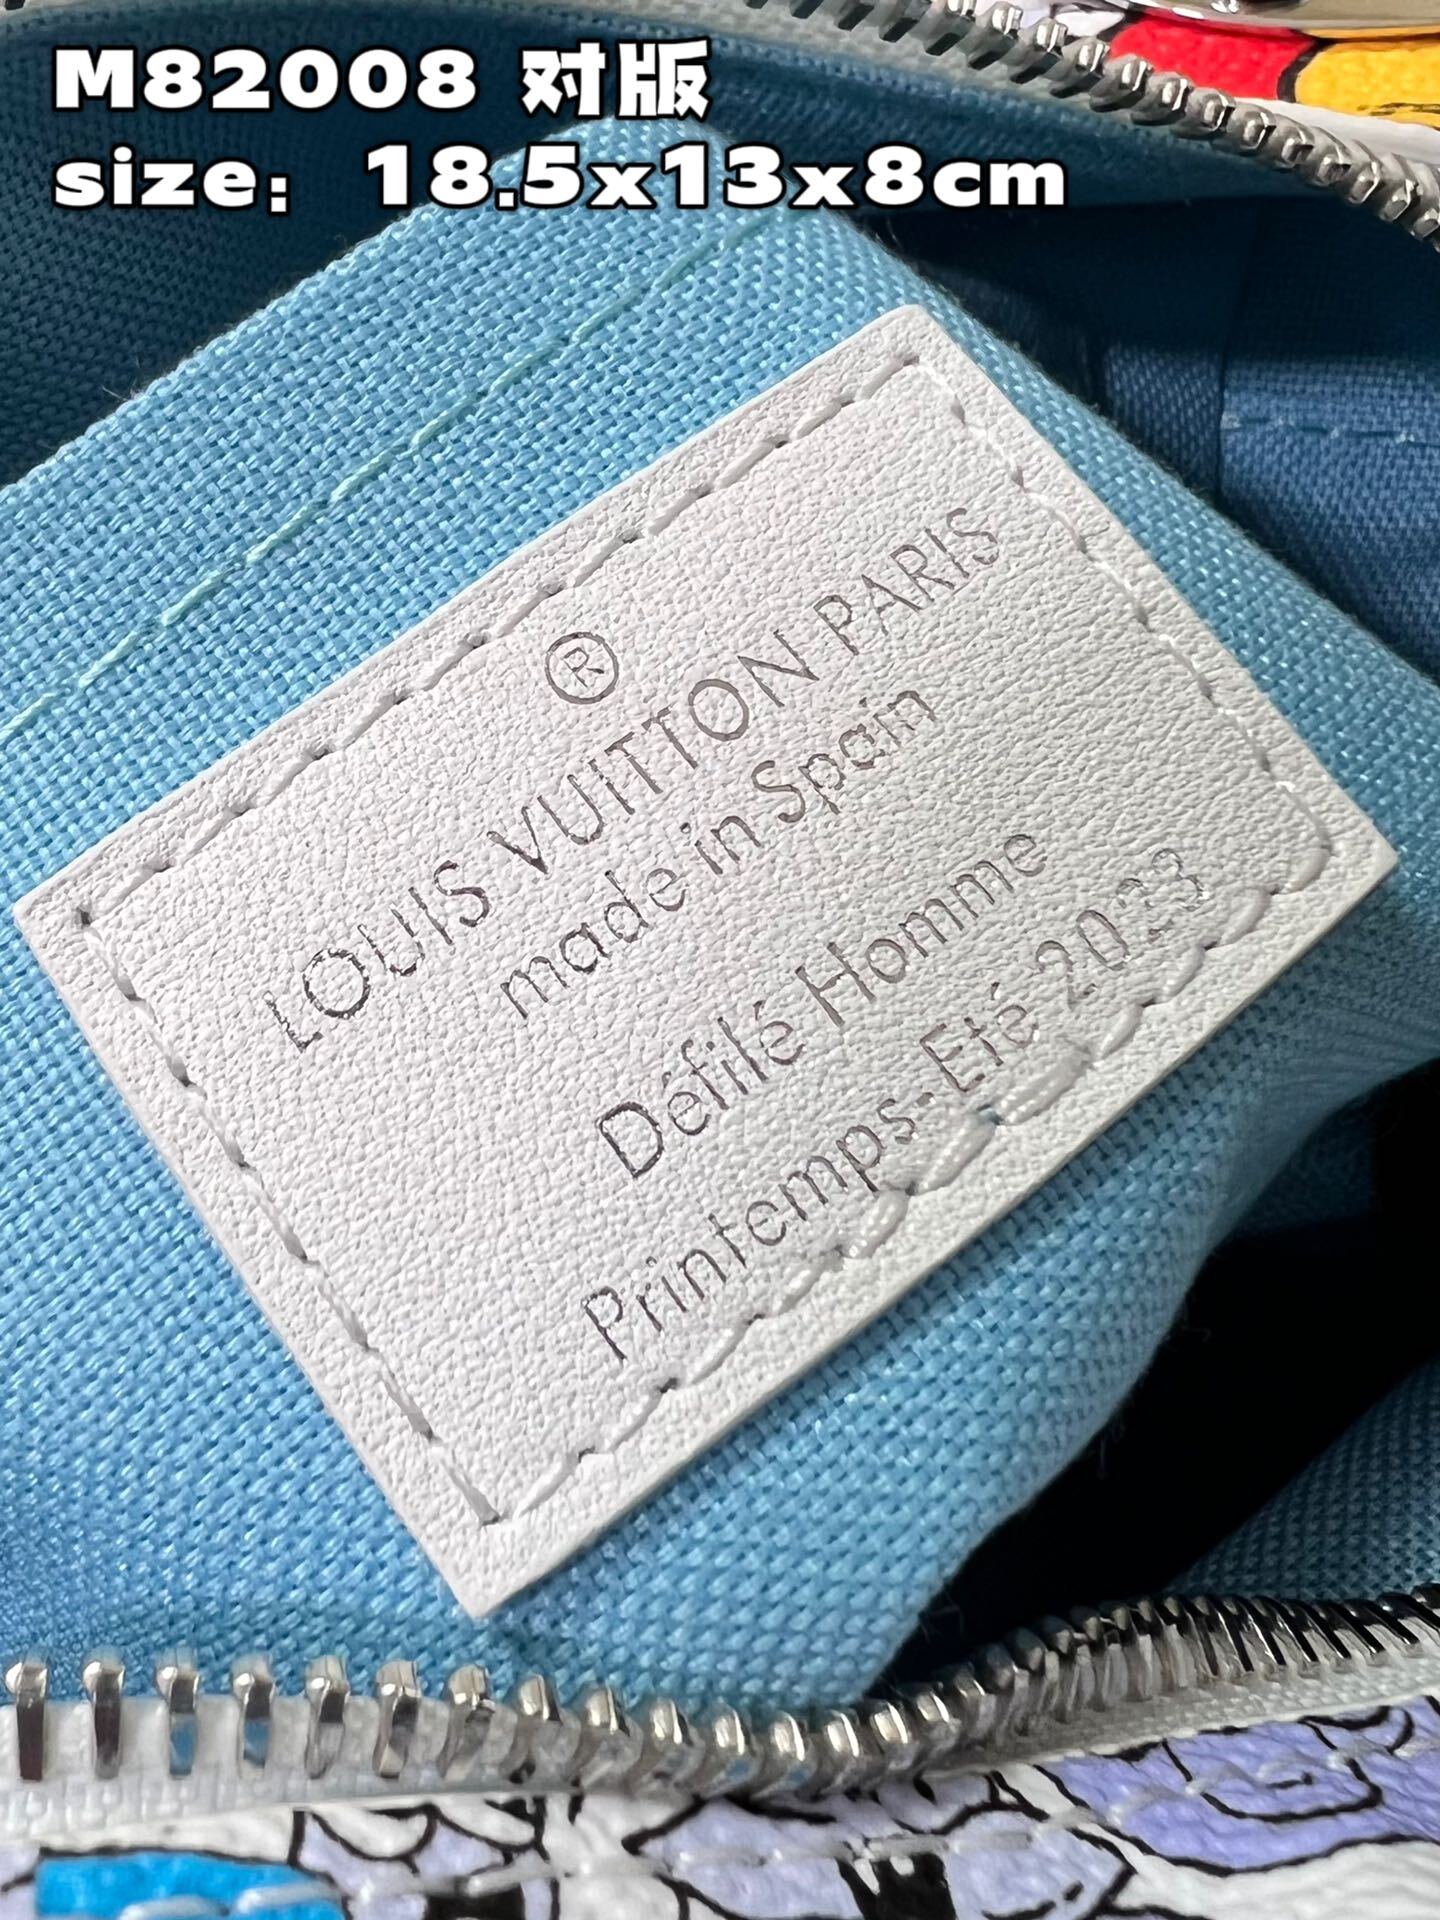 M82008 对版
size: 18.5x13x8cm
®
LOUIS VUITTON PARIS
made in Spain
Défilé Homme
Printemps-Eté 2023